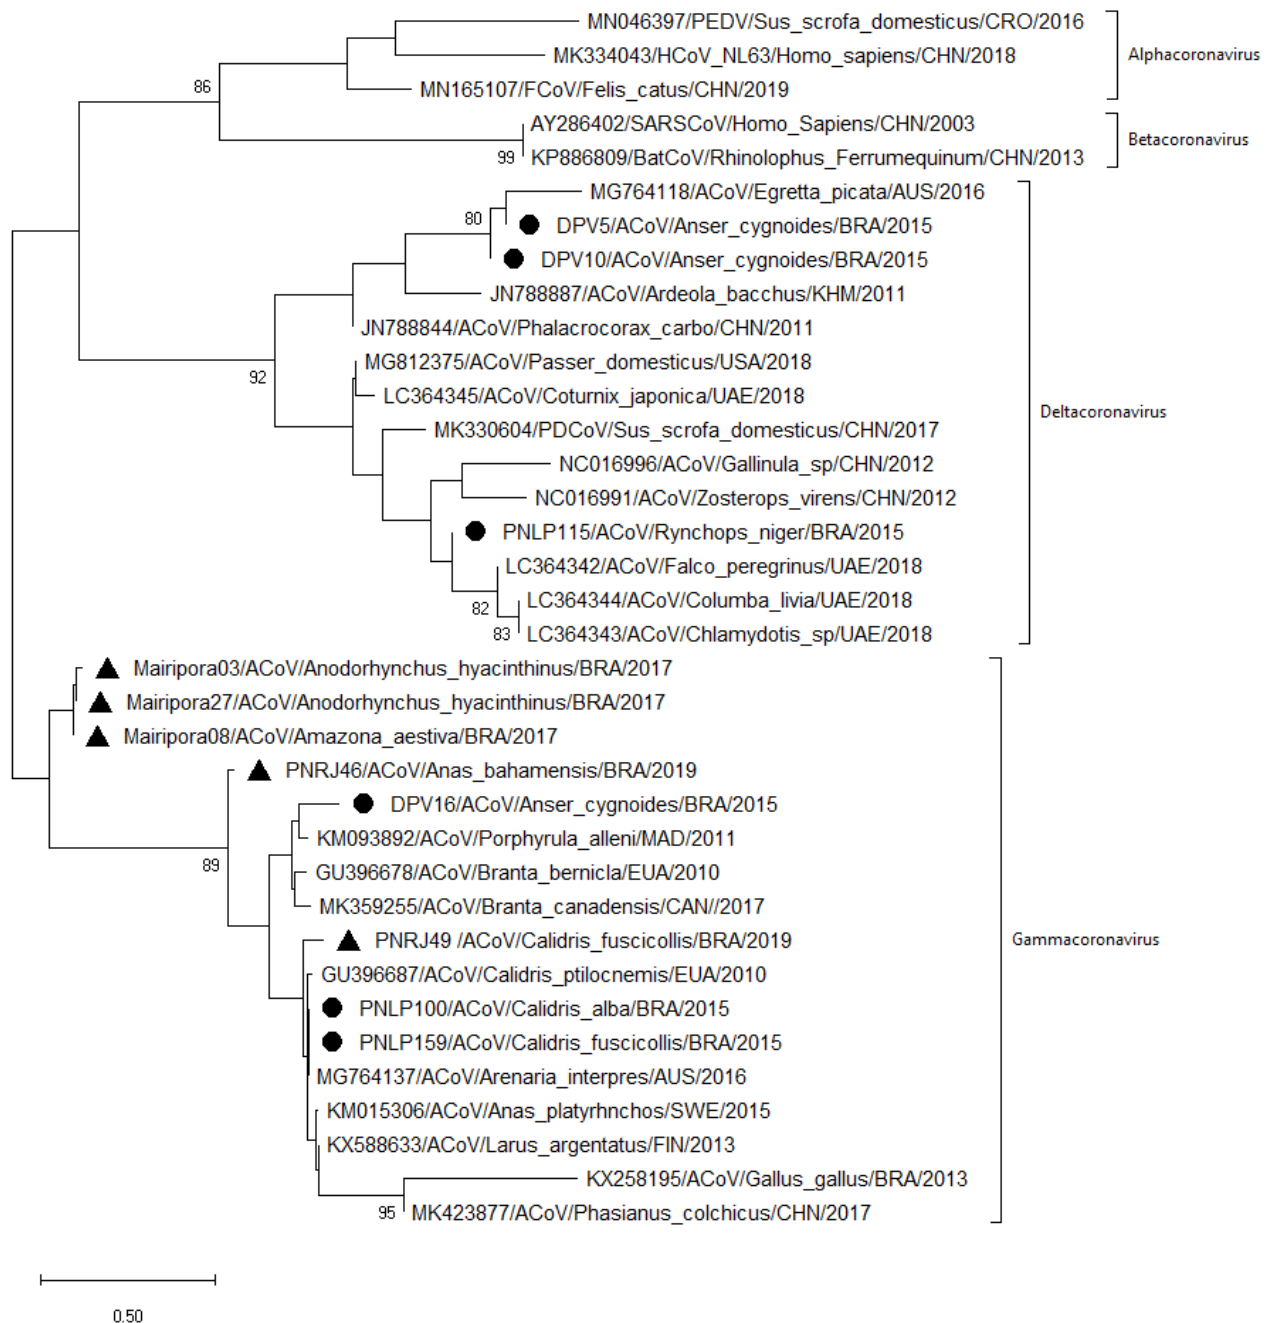 MN046397/PEDV/Sus_scrofa_domesticus/CRO/2016
MK334043/HCoV_NL63/Homo_sapiens/CHN/2018
Alphacoronavirus
86
MN165107/FCoV/Felis_catus/CHN/2019
AY286402/SARSCoV/Homo_Sapiens/CHN/2003
Betacoronavirus
99
KP886809/BatCoV/Rhinolophus_Ferrumequinum/CHN/2013
MG764118/ACoV/Egretta_picata/AUS/2016
80
DPV5/ACoV/Anser_cygnoides/BRA/2015
DPV10/ACoV/Anser_cygnoides/BRA/2015
JN788887/ACoV/Ardeola_bacchus/KHM/2011
JN788844/ACoV/Phalacrocorax_carbo/CHN/2011
MG812375/ACoV/Passer_domesticus/USA/2018
92
LC364345/ACoV/Coturnix_japonica/UAE/2018
Deltacoronavirus
MK330604/PDCoV/Sus_scrofa_domesticus/CHN/2017
NC016996/ACoV/Gallinula_sp/CHN/2012
NC016991/ACoV/Zosterops_virens/CHN/2012
PNLP115/ACoV/Rynchops_niger/BRA/2015
LC364342/ACoV/Falco_peregrinus/UAE/2018
82
LC364344/ACoV/Columba_livia/UAE/2018
83
LC364343/ACoV/Chlamydotis_sp/UAE/2018
Mairipora03/ACoV/Anodorhynchus_hyacinthinus/BRA/2017
Mairipora27/ACoV/Anodorhynchus_hyacinthinus/BRA/2017
Mairipora08/ACoV/Amazona_aestiva/BRA/2017
PNRJ46/ACoV/Anas_bahamensis/BRA/2019
DPV16/ACoV/Anser_cygnoides/BRA/2015
KM093892/ACoV/Porphyrula_alleni/MAD/2011
89
GU396678/ACoV/Branta_bernicla/EUA/2010
MK359255/ACoV/Branta_canadensis/CAN//2017
PNRJ49 /ACoV/Calidris_fuscicollis/BRA/2019
Gammacoronavirus
GU396687/ACoV/Calidris_ptilocnemis/EUA/2010
PNLP100/ACoV/Calidris_alba/BRA/2015
PNLP159/ACoV/Calidris_fuscicollis/BRA/2015
MG764137/ACoV/Arenaria_interpres/AUS/2016
KM015306/ACoV/Anas_platyrhnchos/SWE/2015
KX588633/ACoV/Larus_argentatus/FIN/2013
KX258195/ACoV/Gallus_gallus/BRA/2013
95
MK423877/ACoV/Phasianus_colchicus/CHN/2017
0.50